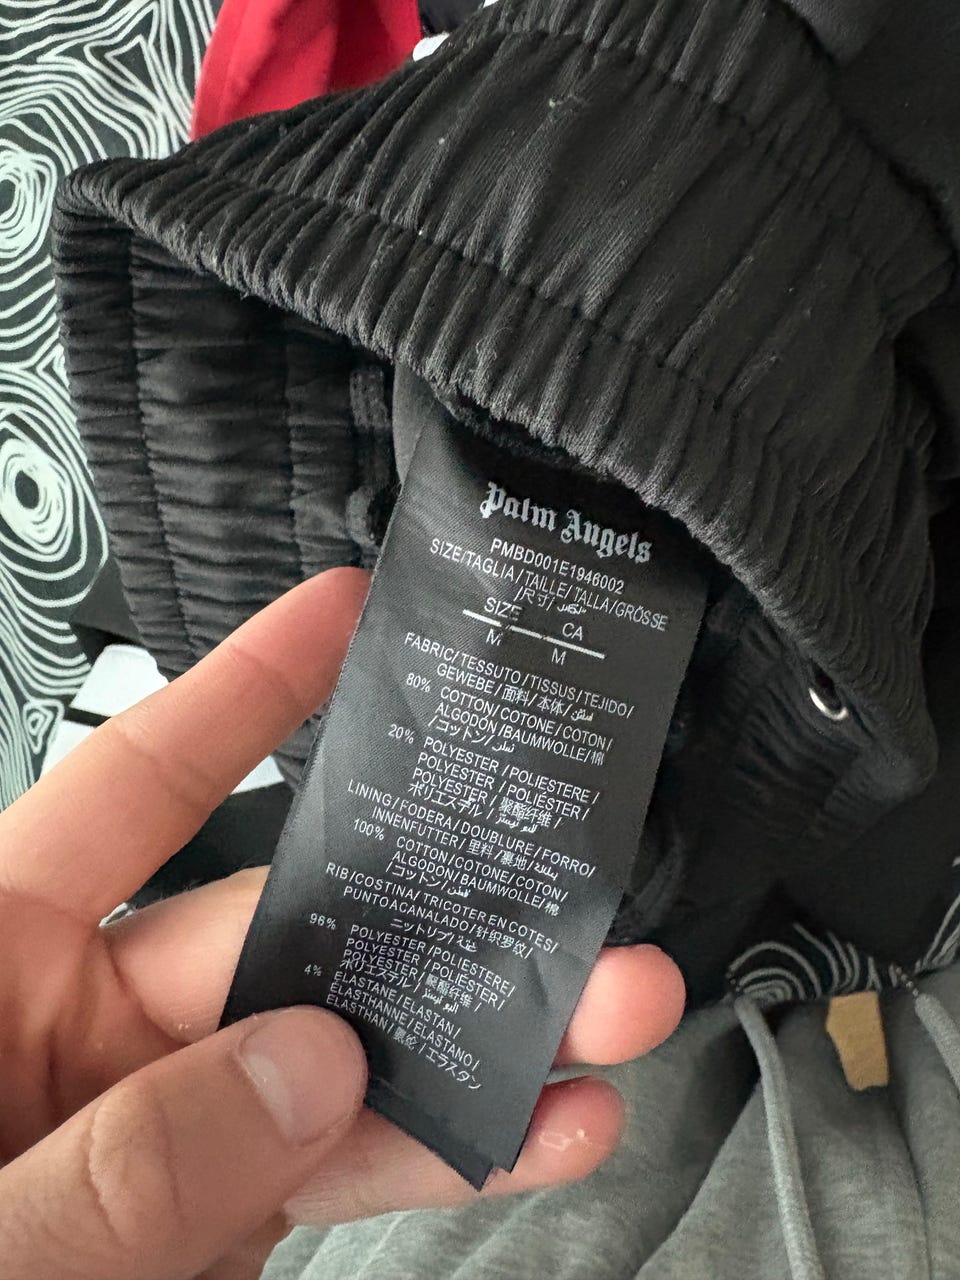 Palm Angels
PMBD001E1946002
SIZE/TAGLIA/TAILLE/TALLA/GRÖSSE
/尺寸/
SIZE CA
M M
FABRIC/TESSUTO/TISSUS/TEJIDO/
GEWEBE/面料/本体/
80% COTTON/COTONE/COTON/
ALGODÓN/BAUMWOLLE/棉
/コットン/
20% POLYESTER/POLIESTERE/
POLYESTER/POLIÉSTER/
POLYESTER/聚酯纤维/
ポリエステル/
LINING/FODERA/DOUBLURE/FORRO/
INNENFUTTER/里料/裏地/
100% COTTON/COTONE/COTON/
ALGODON/BAUMWOLLE/棉
/コットン/
RIB/COSTINA/TRICOTER EN COTES/
PUNTO ACANALADO/针织罗纹/
ニットリブ/
96% POLYESTER/POLIESTERE/
POLYESTER/POLIÉSTER/
POLYESTER/聚酯纤维/
ポリエステル/
4% ELASTANE/ELASTAN/
ELASTHANNE/ELASTANO/
ELASTHAN/氨纶/エラスタン